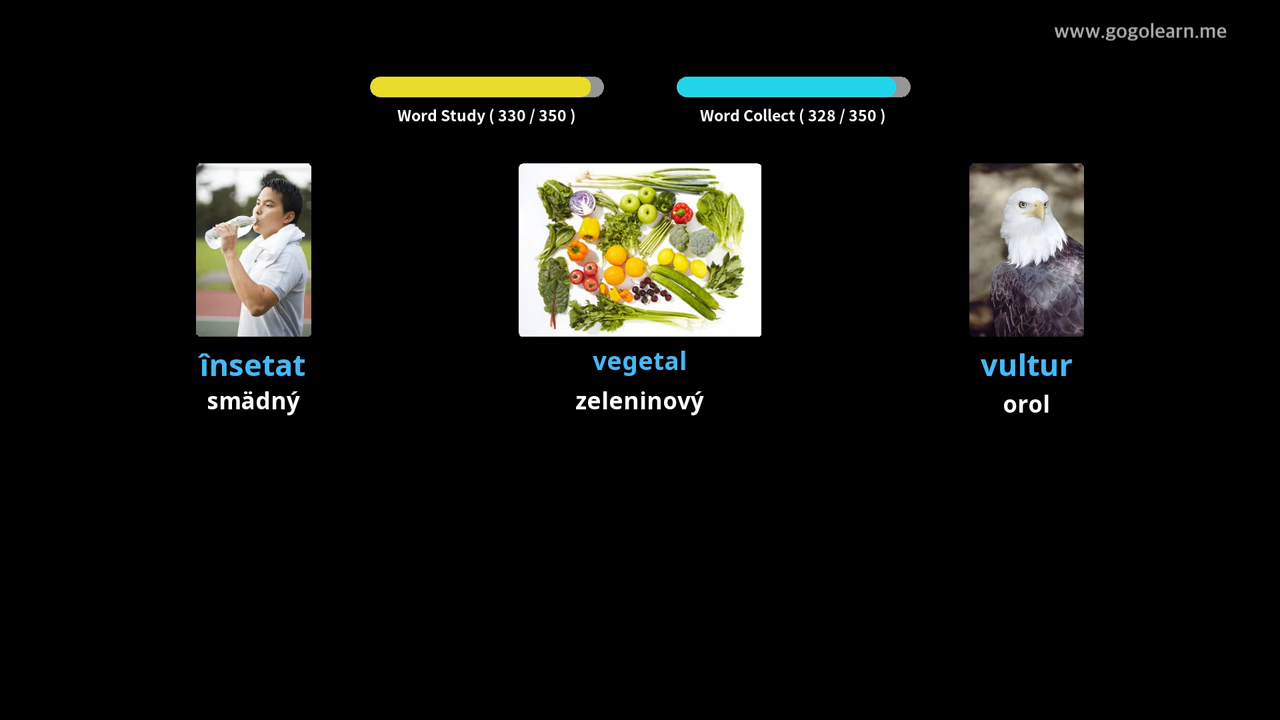 www.gogolearn.me
Word Study ( 330 / 350 )
Word Collect ( 328 / 350 )
însetat
smädný
vegetal
zeleninový
vultur
orol